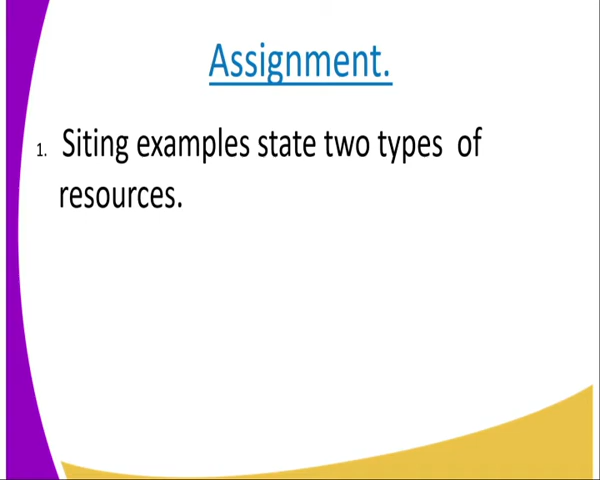 Assignment.
1. Siting examples state two types of
resources.